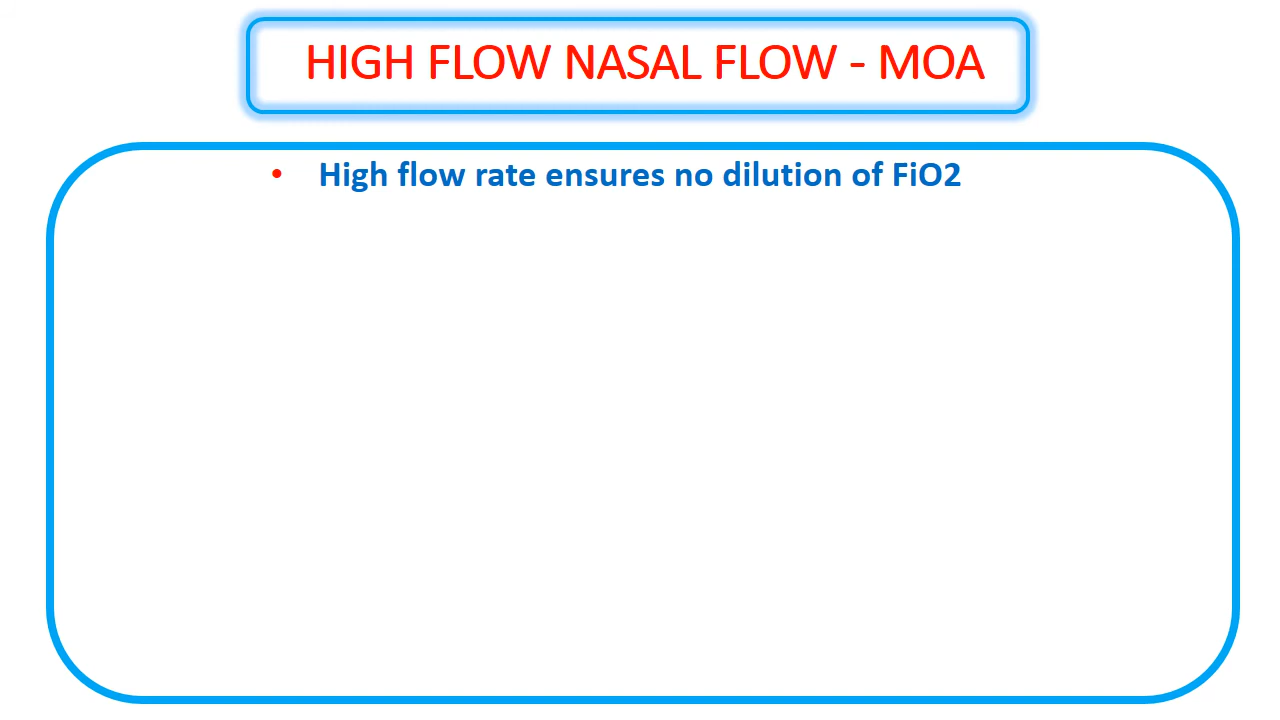 HIGH FLOW NASAL FLOW - MOA
• High flow rate ensures no dilution of FiO2